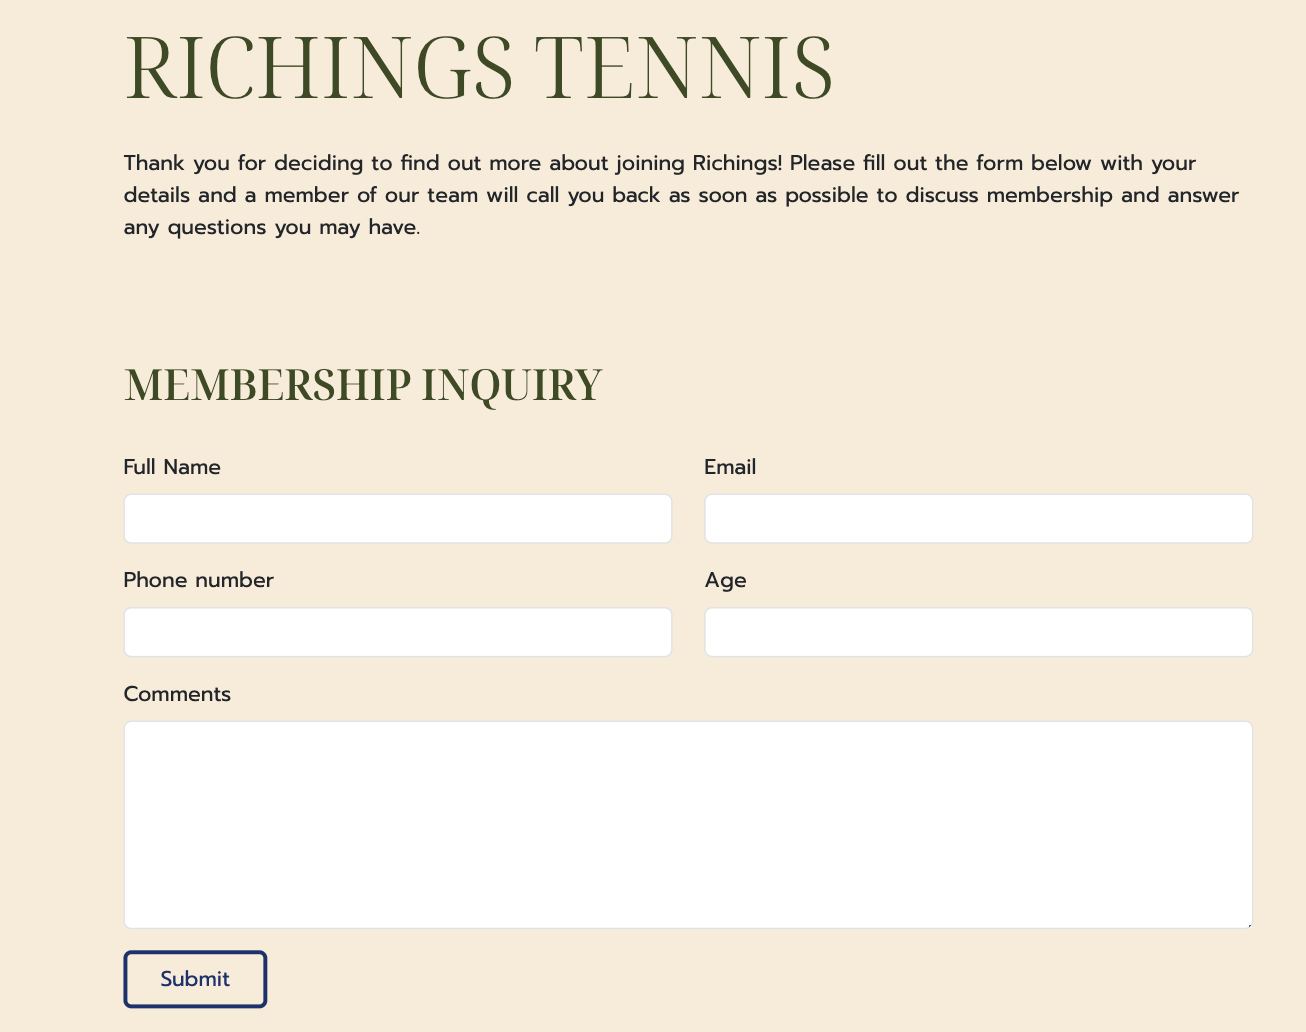 RICHINGS TENNIS
Thank you for deciding to find out more about joining Richings! Please fill out the form below with your
details and a member of our team will call you back as soon as possible to discuss membership and answer
any questions you may have.
MEMBERSHIP INQUIRY
Full Name
Email
Phone number
Age
Comments
Submit